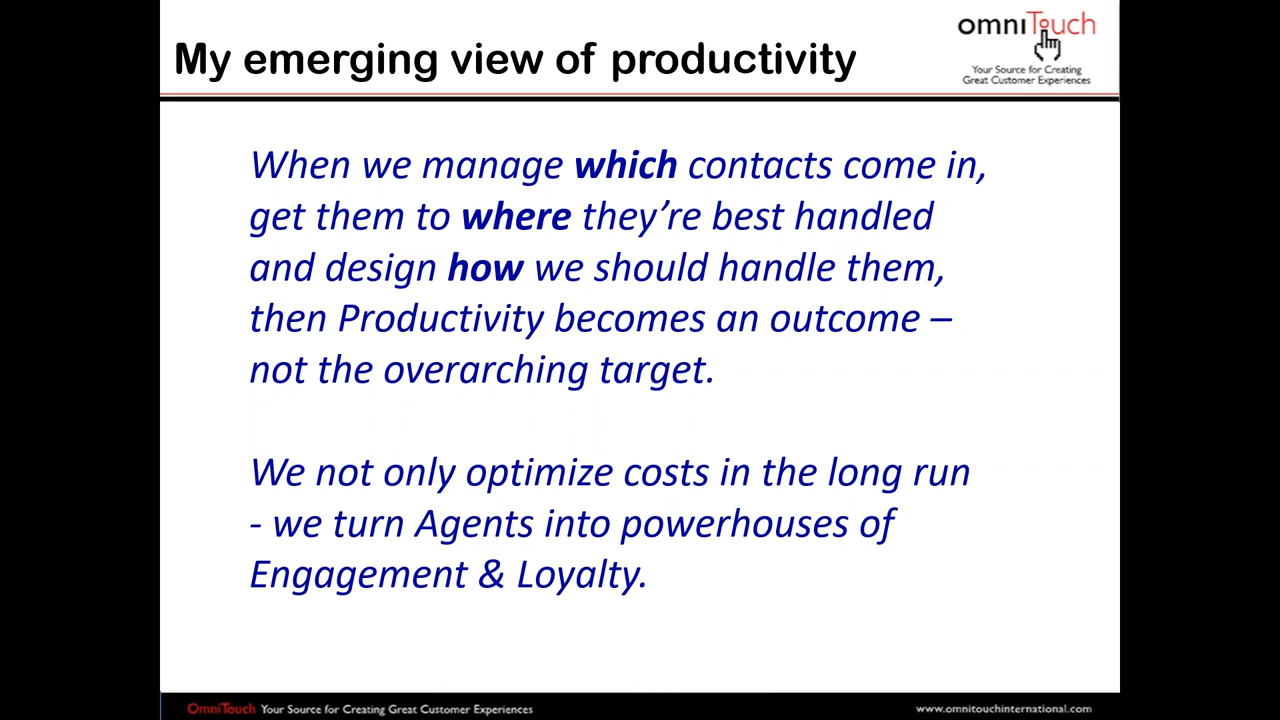 My emerging view of productivity
omniTouch
Your Source for Creating
Great Customer Experiences
When we manage which contacts come in,
get them to where they’re best handled
and design how we should handle them,
then Productivity becomes an outcome –
not the overarching target.
We not only optimize costs in the long run
- we turn Agents into powerhouses of
Engagement & Loyalty.
OmniTouch Your Source for Creating Great Customer Experiences
www.omnitouchinternational.com